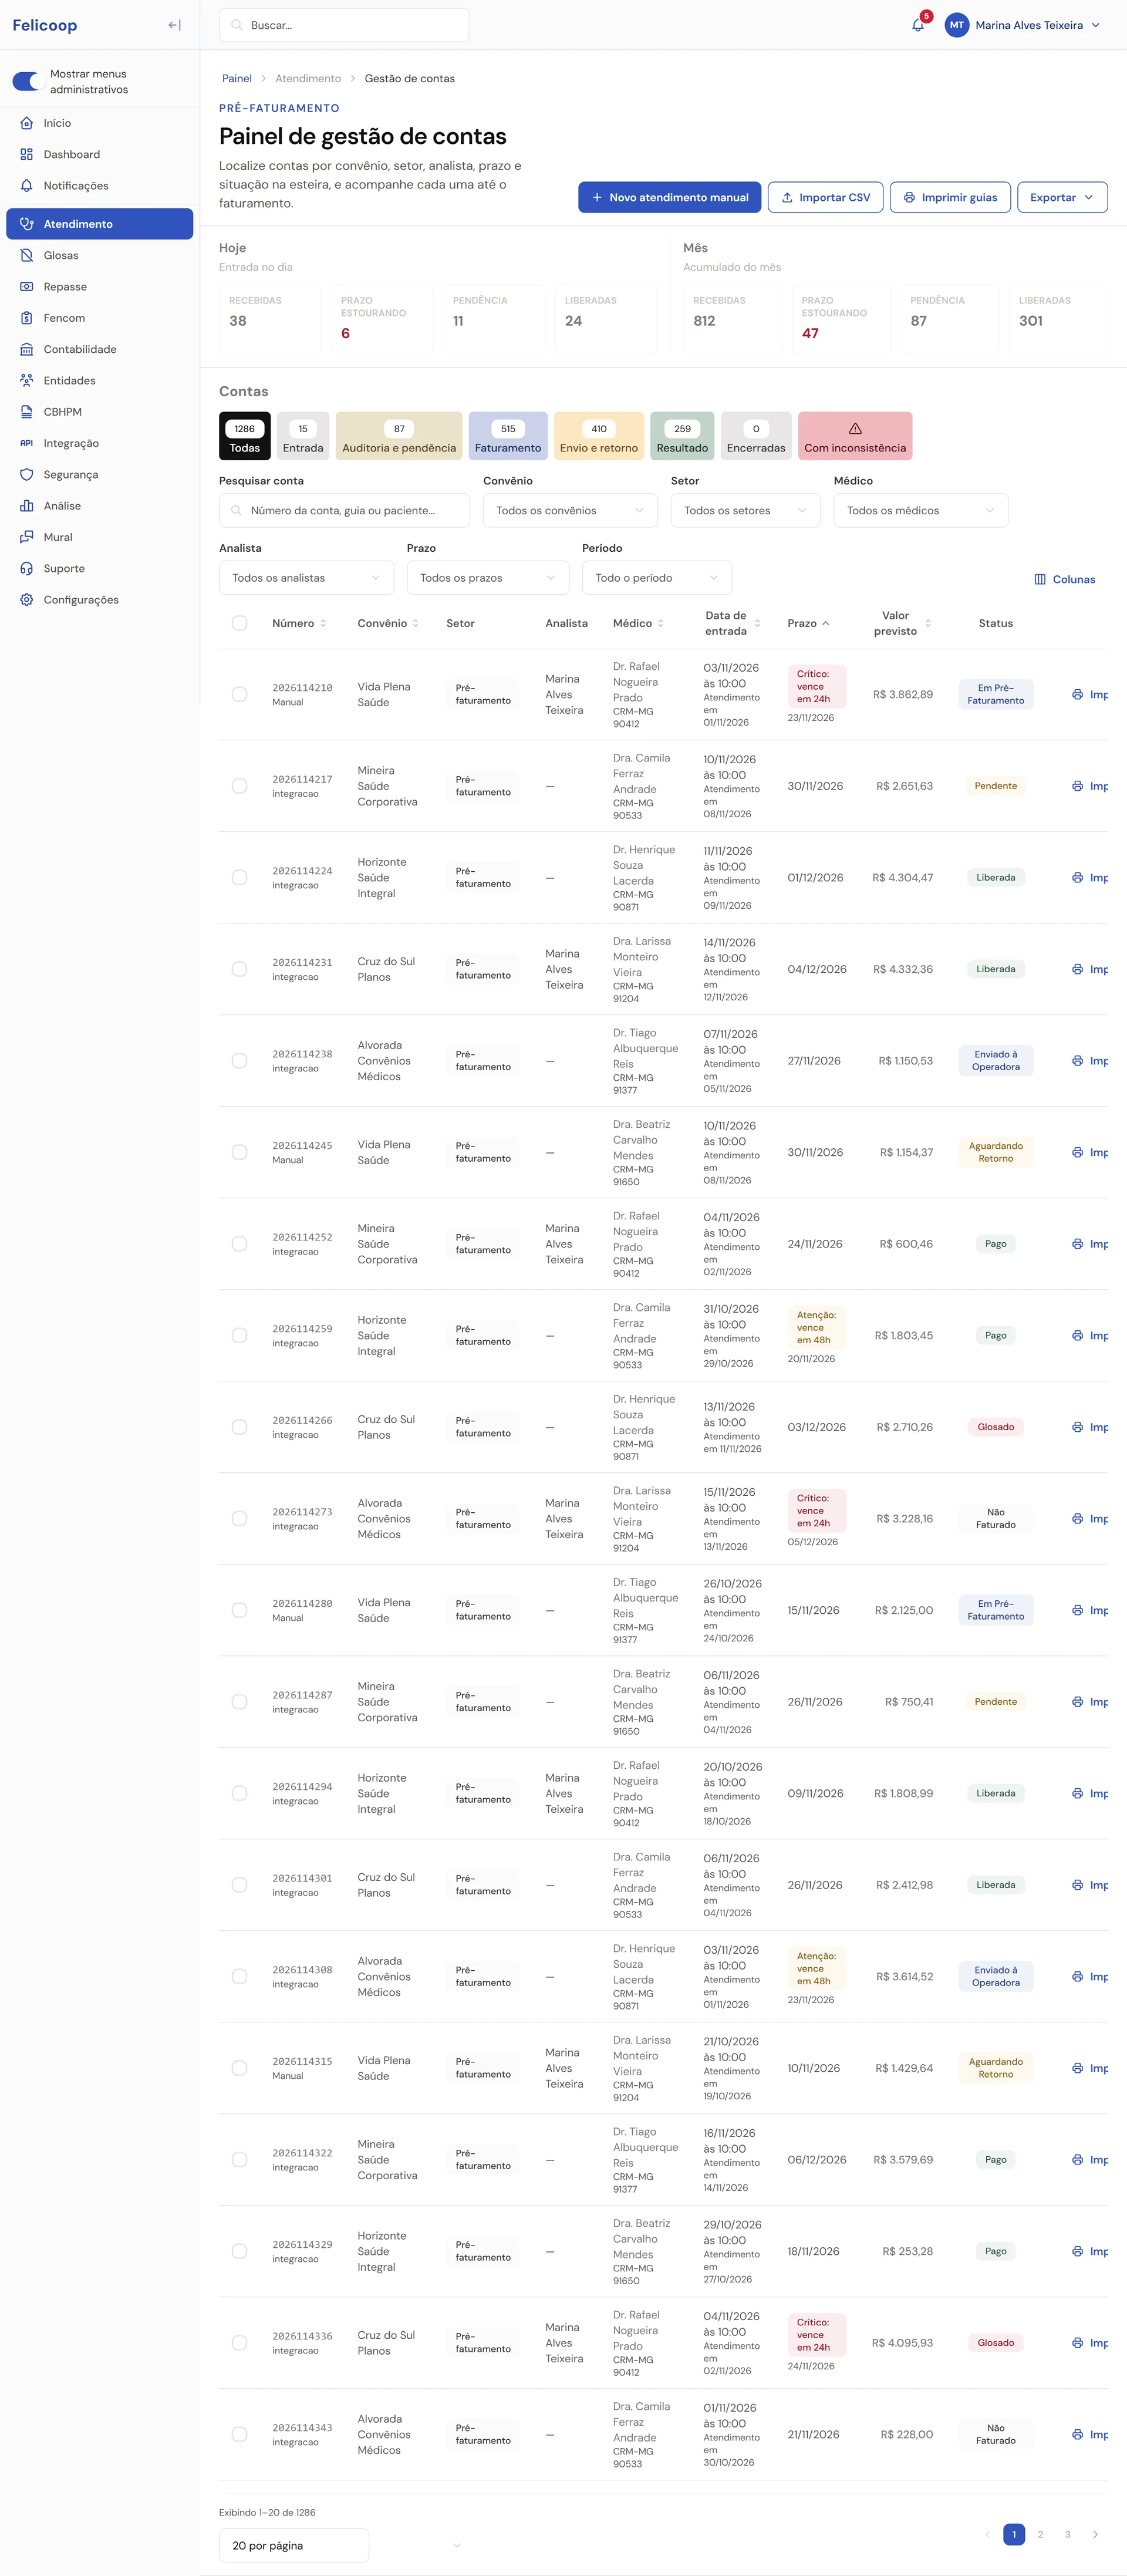 Felicoop
Buscar...
5
MT
Marina Alves Teixeira
Mostrar menus
administrativos
Início
Dashboard
Notificações
Atendimento
Glosas
Repasse
Fencom
Contabilidade
Entidades
CBHPM
API Integração
Segurança
Análise
Mural
Suporte
Configurações
Painel > Atendimento > Gestão de contas
PRÉ-FATURAMENTO
Painel de gestão de contas
Localize contas por convênio, setor, analista, prazo e
situação na esteira, e acompanhe cada uma até o
faturamento.
Novo atendimento manual
Importar CSV
Imprimir guias
Exportar
Hoje
Entrada no dia
RECEBIDAS
38
PRAZO
ESTOURANDO
6
PENDÊNCIA
11
LIBERADAS
24
Mês
Acumulado do mês
RECEBIDAS
812
PRAZO
ESTOURANDO
47
PENDÊNCIA
87
LIBERADAS
301
Contas
1286
Todas
15
Entrada
87
Auditoria e pendência
515
Faturamento
410
Envio e retorno
259
Resultado
0
Encerradas
Com inconsistência
Pesquisar conta
Número da conta, guia ou paciente...
Convênio
Todos os convênios
Setor
Todos os setores
Médico
Todos os médicos
Analista
Todos os analistas
Prazo
Todos os prazos
Período
Todo o período
Colunas
Número Convênio Setor Analista Médico Data de entrada Prazo Valor previsto Status
2026114210 Manual Vida Plena Saúde Pré-faturamento Marina Alves Teixeira Dr. Rafael Nogueira Prado CRM-MG 90412 03/11/2026 às 10:00 Atendimento em 01/11/2026 Crítico: vence em 24h 23/11/2026 R$ 3.862,89 Em Pré-Faturamento Imp
2026114217 integracao Mineira Saúde Corporativa Pré-faturamento — Dra. Camila Ferraz Andrade CRM-MG 90533 10/11/2026 às 10:00 Atendimento em 08/11/2026 30/11/2026 R$ 2.651,63 Pendente Imp
2026114224 integracao Horizonte Saúde Integral Pré-faturamento — Dr. Henrique Souza Lacerda CRM-MG 90871 11/11/2026 às 10:00 Atendimento em 09/11/2026 01/12/2026 R$ 4.304,47 Liberada Imp
2026114231 integracao Cruz do Sul Planos Pré-faturamento Marina Alves Teixeira Dra. Larissa Monteiro Vieira CRM-MG 91204 14/11/2026 às 10:00 Atendimento em 12/11/2026 04/12/2026 R$ 4.332,36 Liberada Imp
2026114238 integracao Alvorada Convênios Médicos Pré-faturamento — Dr. Tiago Albuquerque Reis CRM-MG 91377 07/11/2026 às 10:00 Atendimento em 05/11/2026 27/11/2026 R$ 1.150,53 Enviado à Operadora Imp
2026114245 Manual Vida Plena Saúde Pré-faturamento — Dra. Beatriz Carvalho Mendes CRM-MG 91650 10/11/2026 às 10:00 Atendimento em 08/11/2026 30/11/2026 R$ 1.154,37 Aguardando Retorno Imp
2026114252 integracao Mineira Saúde Corporativa Pré-faturamento Marina Alves Teixeira Dr. Rafael Nogueira Prado CRM-MG 90412 04/11/2026 às 10:00 Atendimento em 02/11/2026 24/11/2026 R$ 600,46 Pago Imp
2026114259 integracao Horizonte Saúde Integral Pré-faturamento — Dra. Camila Ferraz Andrade CRM-MG 90533 31/10/2026 às 10:00 Atendimento em 29/10/2026 Atenção: vence em 48h 20/11/2026 R$ 1.803,45 Pago Imp
2026114266 integracao Cruz do Sul Planos Pré-faturamento — Dr. Henrique Souza Lacerda CRM-MG 90871 13/11/2026 às 10:00 Atendimento em 11/11/2026 03/12/2026 R$ 2.710,26 Glosado Imp
2026114273 integracao Alvorada Convênios Médicos Pré-faturamento Marina Alves Teixeira Dra. Larissa Monteiro Vieira CRM-MG 91204 15/11/2026 às 10:00 Atendimento em 13/11/2026 Crítico: vence em 24h 05/12/2026 R$ 3.228,16 Não Faturado Imp
2026114280 Manual Vida Plena Saúde Pré-faturamento — Dr. Tiago Albuquerque Reis CRM-MG 91377 26/10/2026 às 10:00 Atendimento em 24/10/2026 15/11/2026 R$ 2.125,00 Em Pré-Faturamento Imp
2026114287 integracao Mineira Saúde Corporativa Pré-faturamento — Dra. Beatriz Carvalho Mendes CRM-MG 91650 06/11/2026 às 10:00 Atendimento em 04/11/2026 26/11/2026 R$ 750,41 Pendente Imp
2026114294 integracao Horizonte Saúde Integral Pré-faturamento Marina Alves Teixeira Dr. Rafael Nogueira Prado CRM-MG 90412 20/10/2026 às 10:00 Atendimento em 18/10/2026 09/11/2026 R$ 1.808,99 Liberada Imp
2026114301 integracao Cruz do Sul Planos Pré-faturamento — Dra. Camila Ferraz Andrade CRM-MG 90533 06/11/2026 às 10:00 Atendimento em 04/11/2026 26/11/2026 R$ 2.412,98 Liberada Imp
2026114308 integracao Alvorada Convênios Médicos Pré-faturamento — Dr. Henrique Souza Lacerda CRM-MG 90871 03/11/2026 às 10:00 Atendimento em 01/11/2026 Atenção: vence em 48h 23/11/2026 R$ 3.614,52 Enviado à Operadora Imp
2026114315 Manual Vida Plena Saúde Pré-faturamento Marina Alves Teixeira Dra. Larissa Monteiro Vieira CRM-MG 91204 21/10/2026 às 10:00 Atendimento em 19/10/2026 10/11/2026 R$ 1.429,64 Aguardando Retorno Imp
2026114322 integracao Mineira Saúde Corporativa Pré-faturamento — Dr. Tiago Albuquerque Reis CRM-MG 91377 16/11/2026 às 10:00 Atendimento em 14/11/2026 06/12/2026 R$ 3.579,69 Pago Imp
2026114329 integracao Horizonte Saúde Integral Pré-faturamento — Dra. Beatriz Carvalho Mendes CRM-MG 91650 29/10/2026 às 10:00 Atendimento em 27/10/2026 18/11/2026 R$ 253,28 Pago Imp
2026114336 integracao Cruz do Sul Planos Pré-faturamento Marina Alves Teixeira Dr. Rafael Nogueira Prado CRM-MG 90412 04/11/2026 às 10:00 Atendimento em 02/11/2026 Crítico: vence em 24h 24/11/2026 R$ 4.095,93 Glosado Imp
2026114343 integracao Alvorada Convênios Médicos Pré-faturamento — Dra. Camila Ferraz Andrade CRM-MG 90533 01/11/2026 às 10:00 Atendimento em 30/10/2026 21/11/2026 R$ 228,00 Não Faturado Imp
Exibindo 1–20 de 1286
20 por página
1 2 3